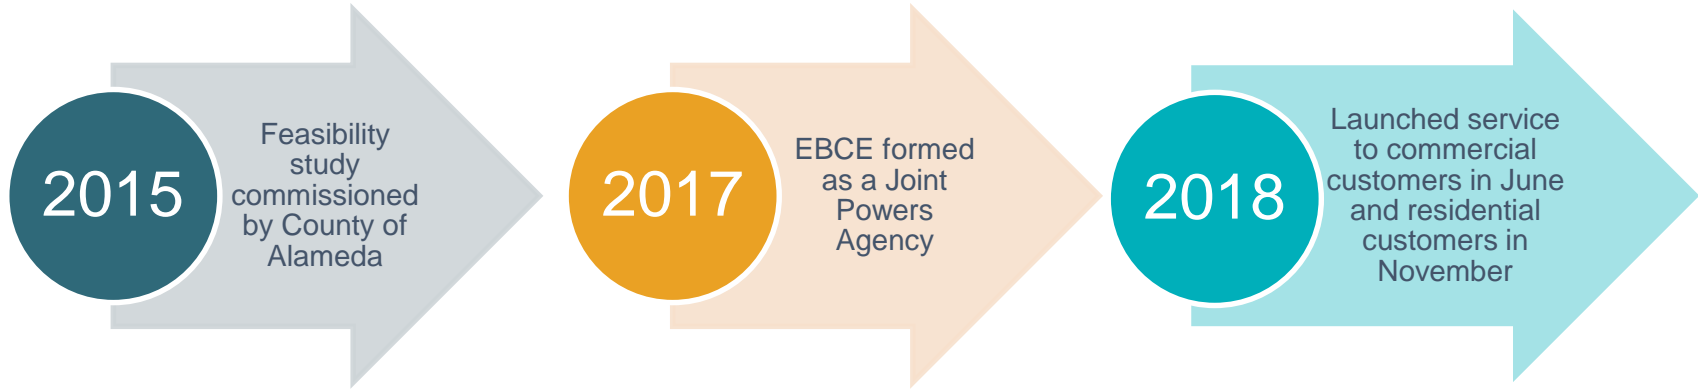 2015
Feasibility
study
commissioned
by County of
Alameda
2017
EBCE formed
as a Joint
Powers
Agency
2018
Launched service
to commercial
customers in June
and residential
customers in
November